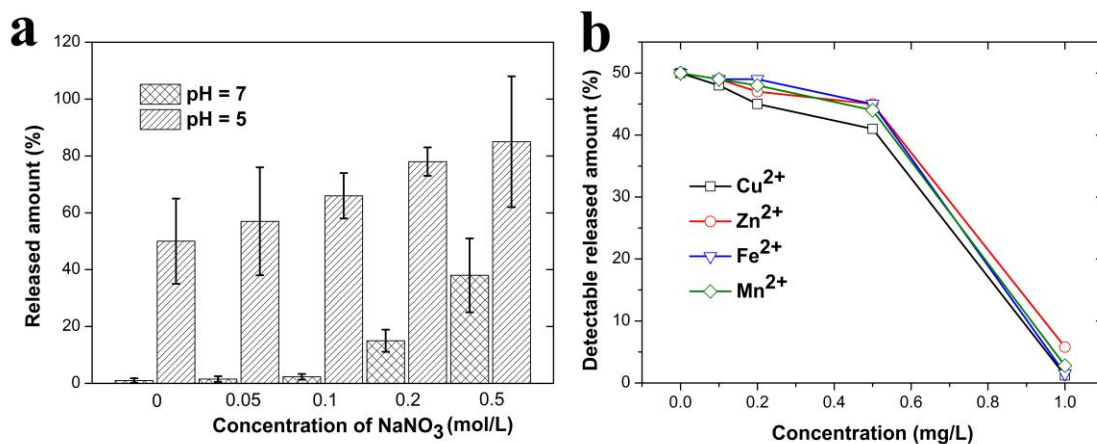 a
120
100
80
60
40
20
0
Released amount (%)
pH = 7
pH = 5
0 0.05 0.1 0.2 0.5
Concentration of NaNO₃ (mol/L)
b
60
50
40
30
20
10
0
Detectable released amount (%)
Cu²⁺
Zn²⁺
Fe²⁺
Mn²⁺
0.0 0.2 0.4 0.6 0.8 1.0
Concentration (mg/L)